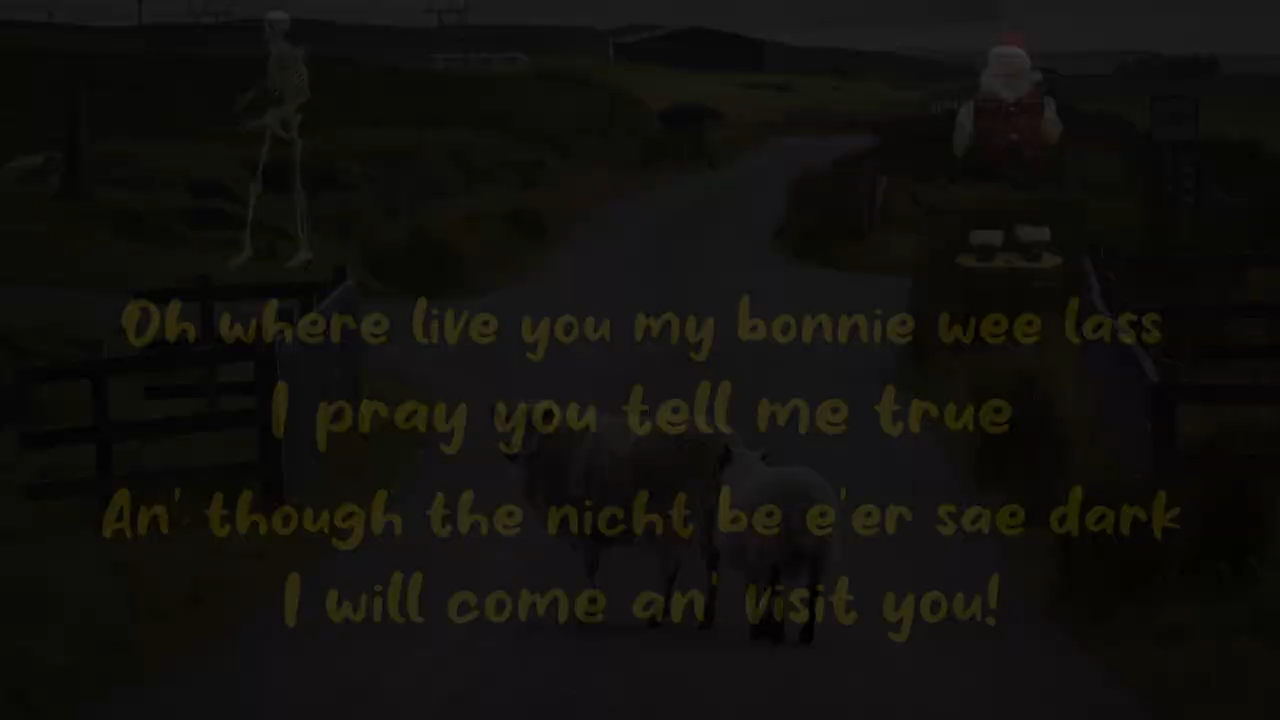 Oh where live you my bonnie wee lass
I pray you tell me true
An' though the nicht be e'er sae dark
I will come an' visit you!